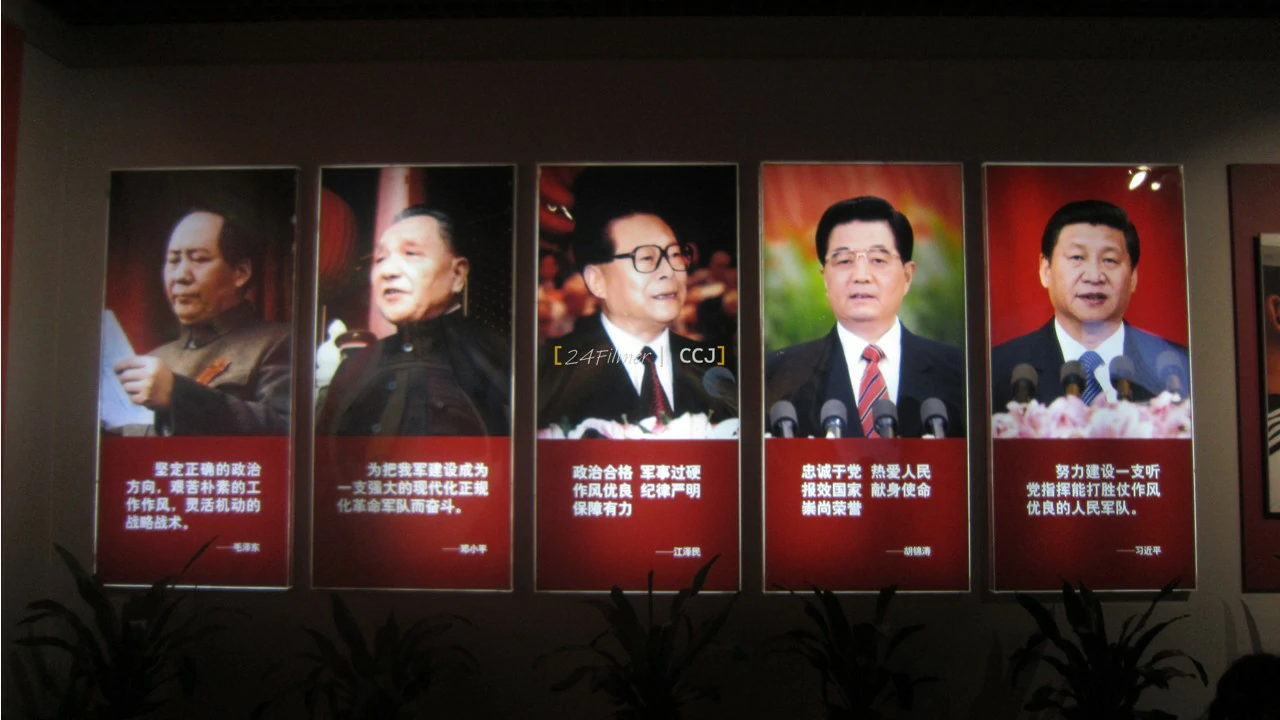 堅定正确的政治
方向，艰苦朴素的工
作作风，灵活机动的
战略战术。
——毛泽东
为把我军建设成为
一支强大的现代化正规
化革命军队而奋斗。
——邓小平
政治合格 军事过硬
作风优良 纪律严明
保障有力
——江泽民
忠诚于党 热爱人民
报效国家 献身使命
崇尚荣誉
——胡锦涛
努力建设一支听
党指挥能打胜仗作风
优良的人民军队。
——习近平
[24Filmer | CCJ]